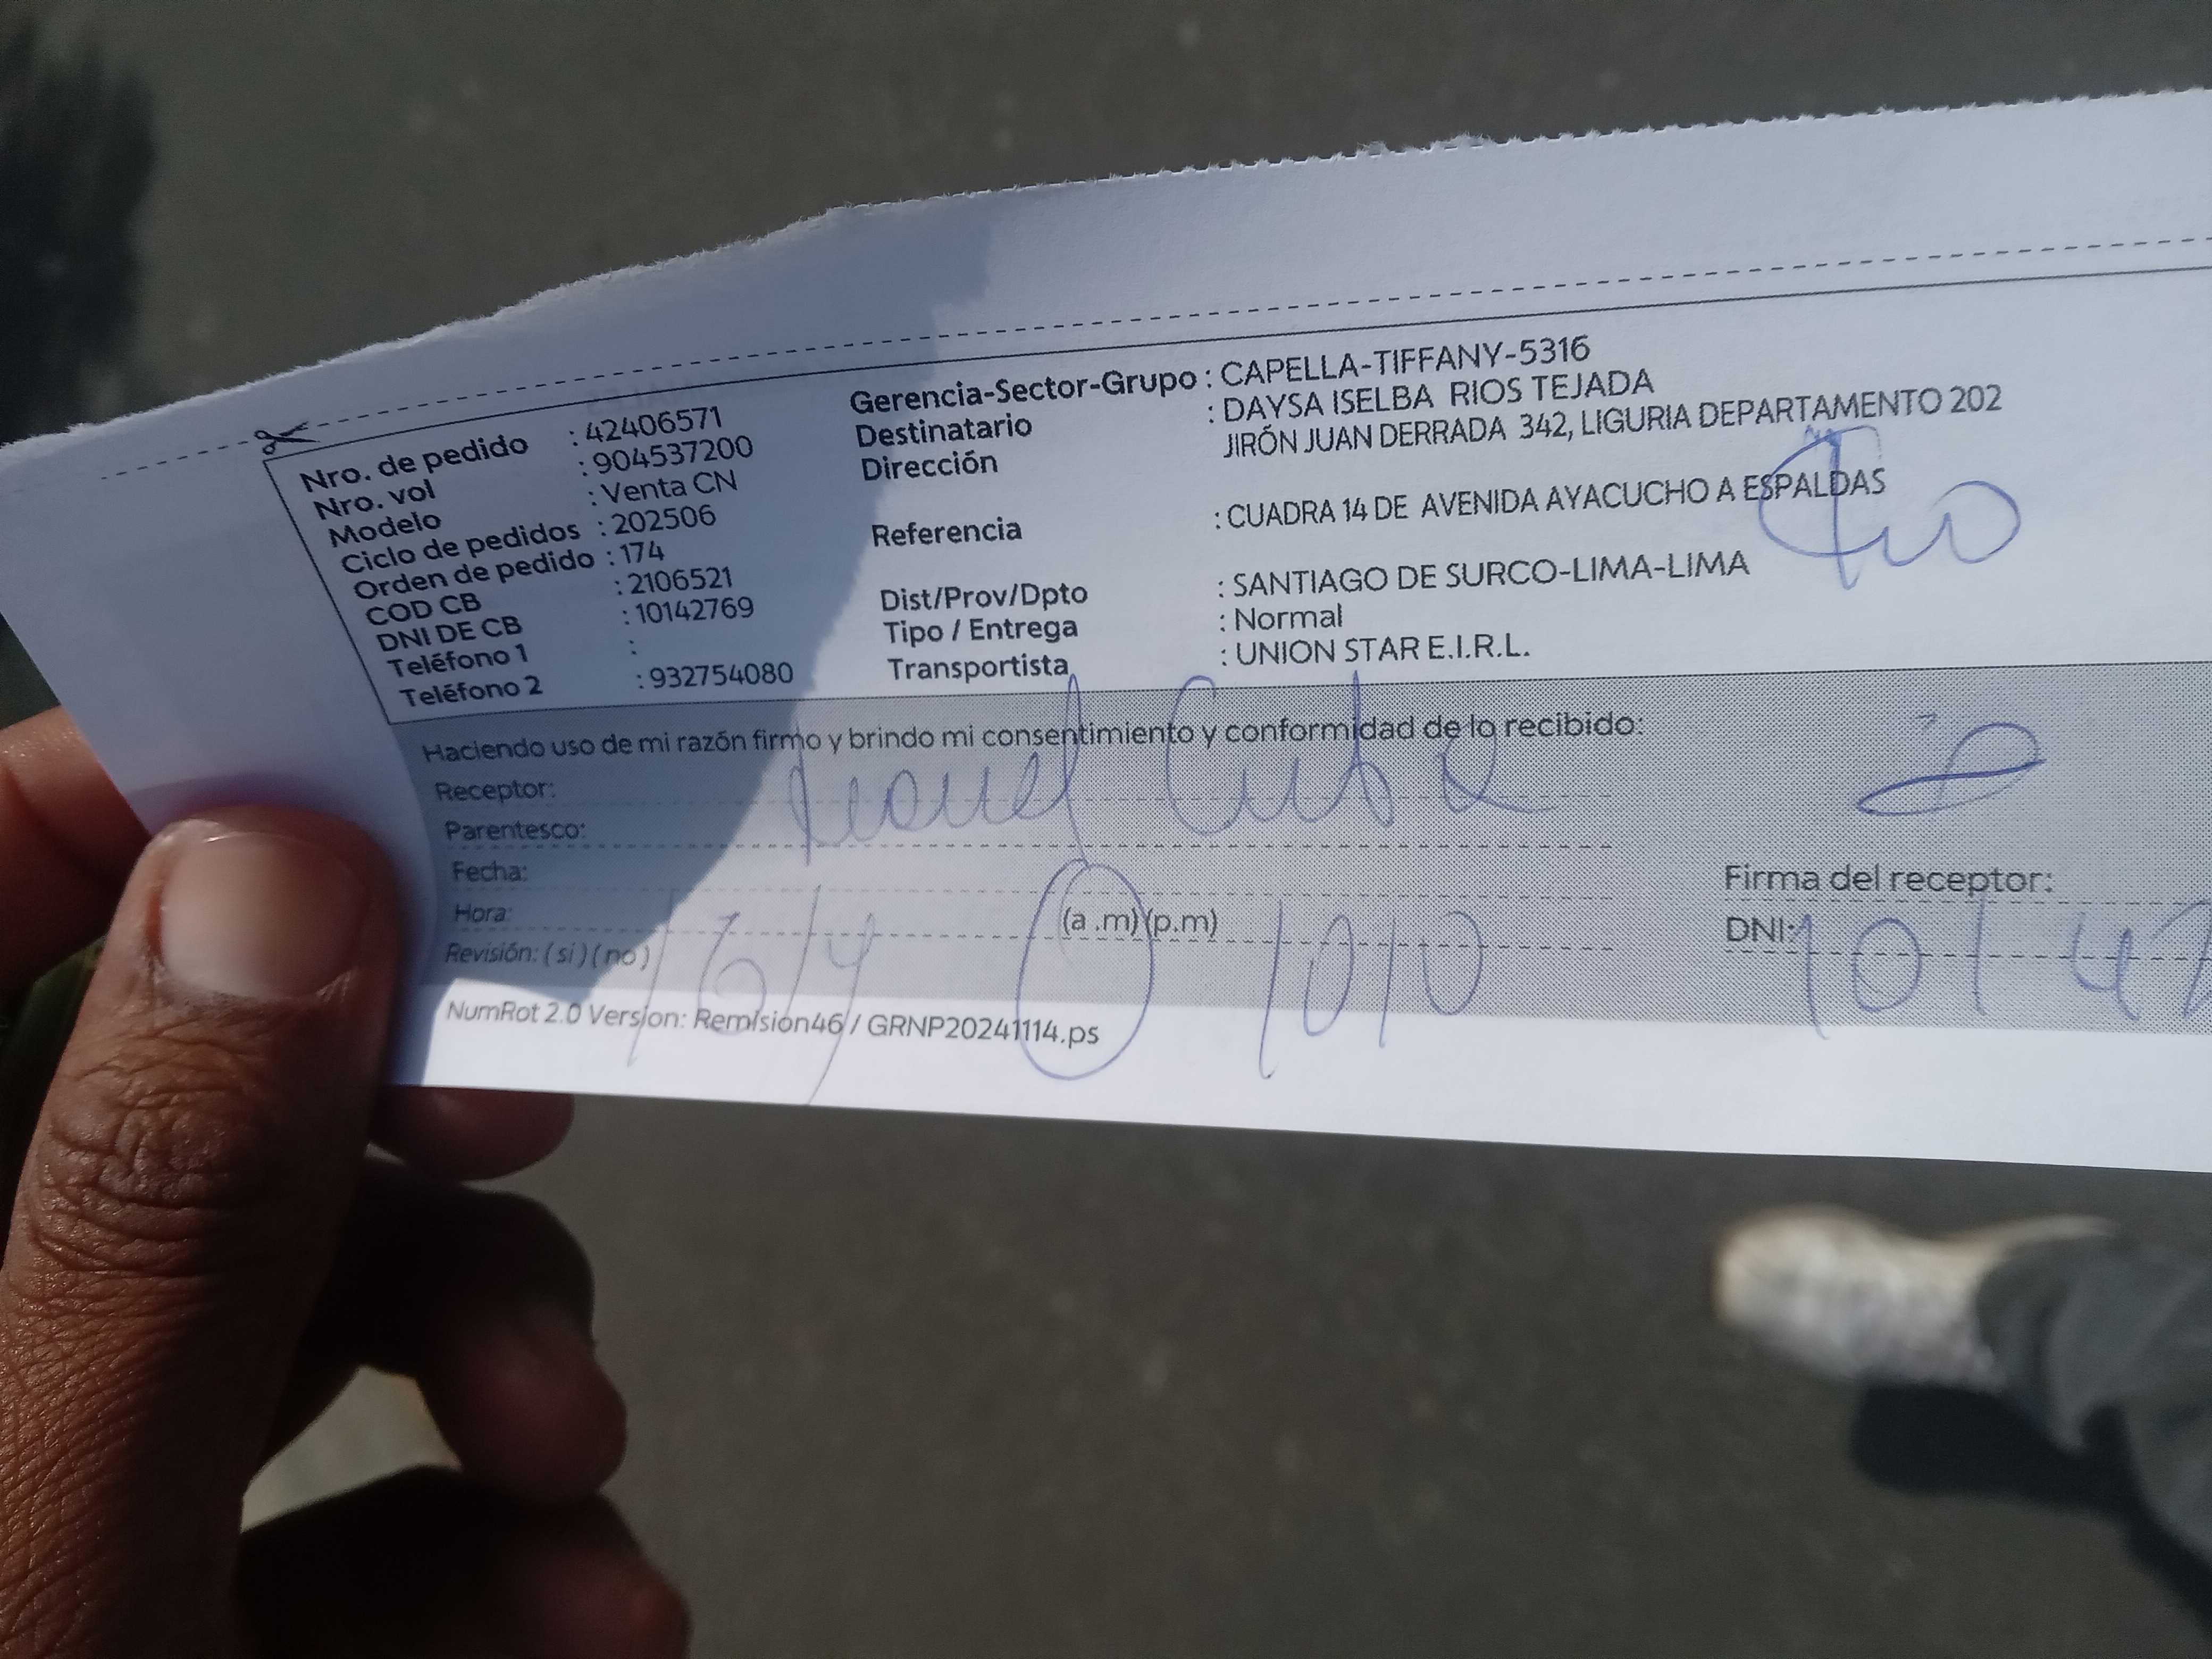 Nro. de pedido : 42406571
Nro. vol : 904537200
Modelo : Venta CN
Ciclo de pedidos : 202506
Orden de pedido : 174
COD CB : 2106521
DNI DE CB : 10142769
Teléfono 1 :
Teléfono 2 : 932754080
Gerencia-Sector-Grupo : CAPELLA-TIFFANY-5316
Destinatario : DAYSA ISELBA RIOS TEJADA
Dirección JIRÓN JUAN DERRADA 342, LIGURIA DEPARTAMENTO 202
Referencia : CUADRA 14 DE AVENIDA AYACUCHO A ESPALDAS
Dist/Prov/Dpto : SANTIAGO DE SURCO-LIMA-LIMA
Tipo / Entrega : Normal
Transportista : UNION STAR E.I.R.L.
Haciendo uso de mi razón firmo y brindo mi consentimiento y conformidad de lo recibido:
Receptor:
Parentesco:
Fecha:
Hora: (a .m)(p.m)
Revisión: ( si ) ( no )
Firma del receptor:
DNI: 10142
NumRot 2.0 Version: Remision46 / GRNP20241114.ps